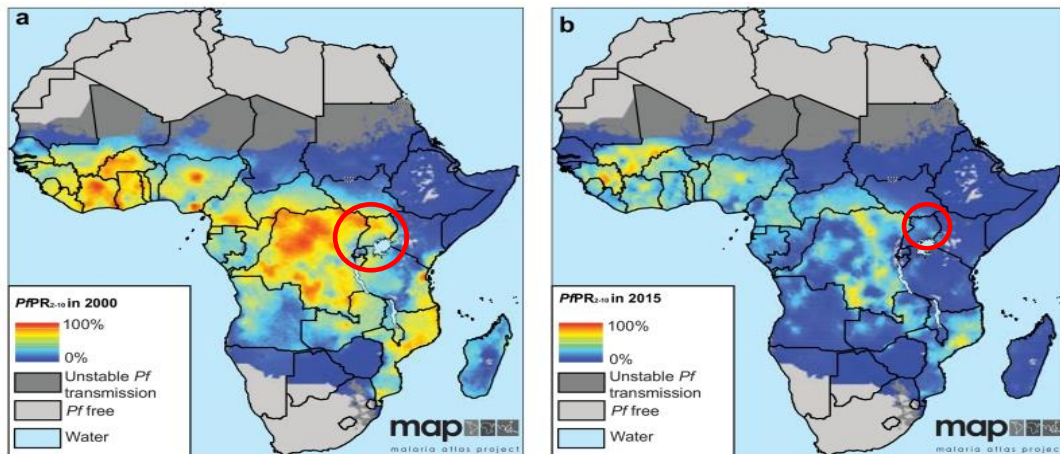 a
PfPR2-10 in 2000
100%
0%
Unstable Pf
transmission
Pf free
Water
map
malaria atlas project
b
PfPR2-10 in 2015
100%
0%
Unstable Pf
transmission
Pf free
Water
map
malaria atlas project